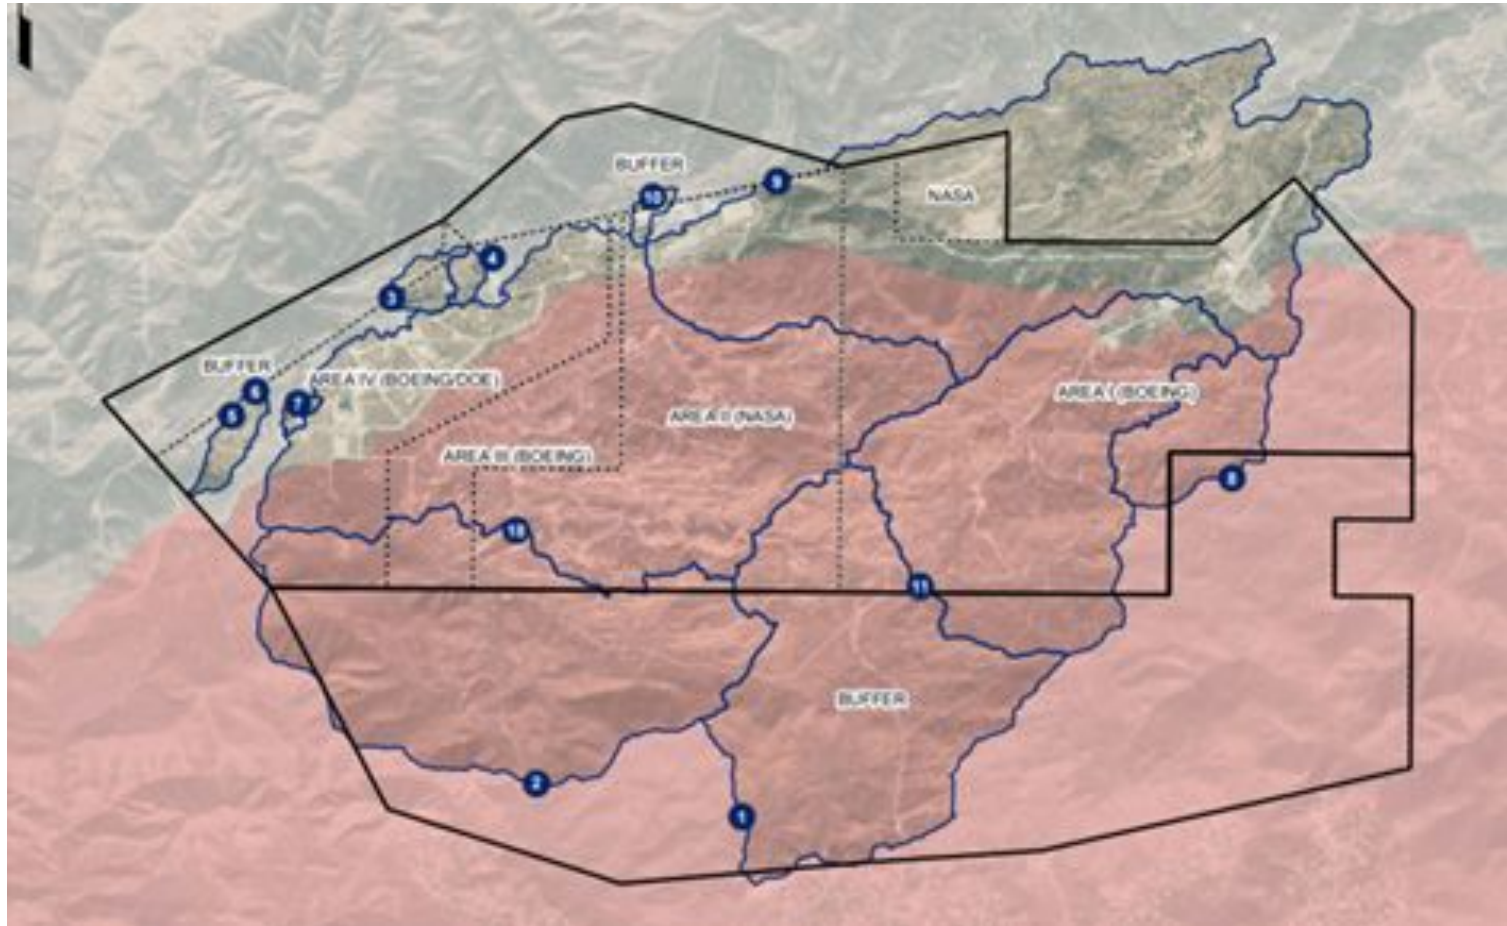 BUFFER
10
9
NASA
4
3
BUFFER
6
5
7
AREA IV (BOEING/DOE)
AREA I (BOEING)
AREA II (NASA)
AREA III (BOEING)
8
18
11
BUFFER
2
1